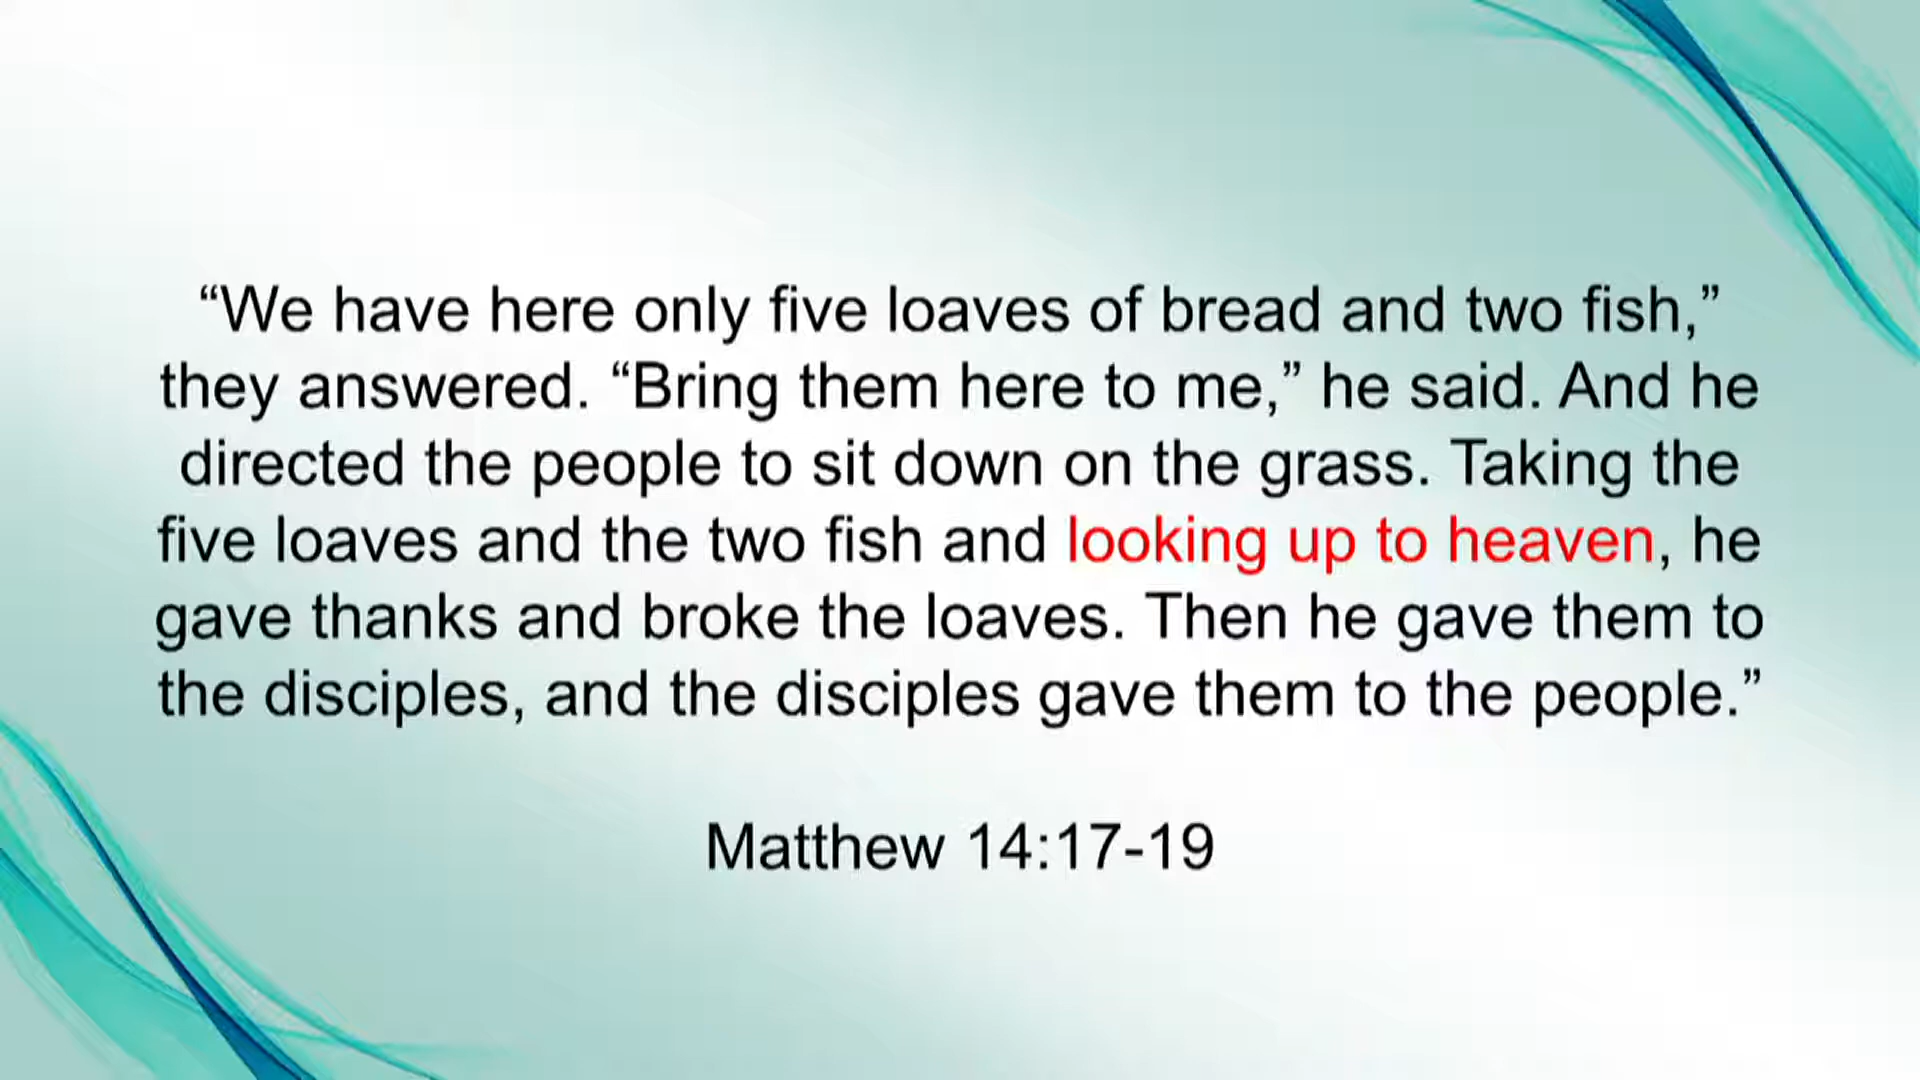 “We have here only five loaves of bread and two fish,”
they answered. “Bring them here to me,” he said. And he
directed the people to sit down on the grass. Taking the
five loaves and the two fish and looking up to heaven, he
gave thanks and broke the loaves. Then he gave them to
the disciples, and the disciples gave them to the people.”
Matthew 14:17-19